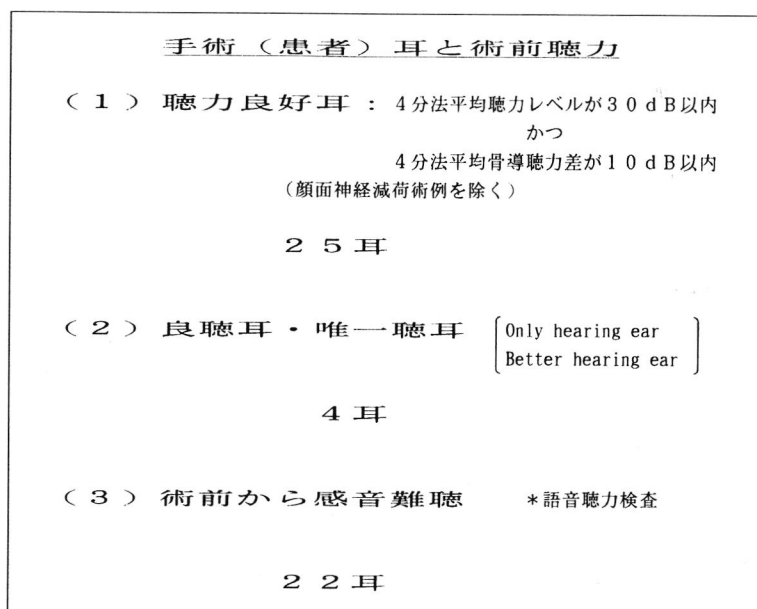 手術（患者）耳と術前聴力
（１）聴力良好耳：４分法平均聴力レベルが３０ｄＢ以内
かつ
４分法平均骨導聴力差が１０ｄＢ以内
（顔面神経減荷術例を除く）
２５耳
（２）良聴耳・唯一聴耳 Only hearing ear
Better hearing ear
４耳
（３）術前から感音難聴 ＊語音聴力検査
２２耳